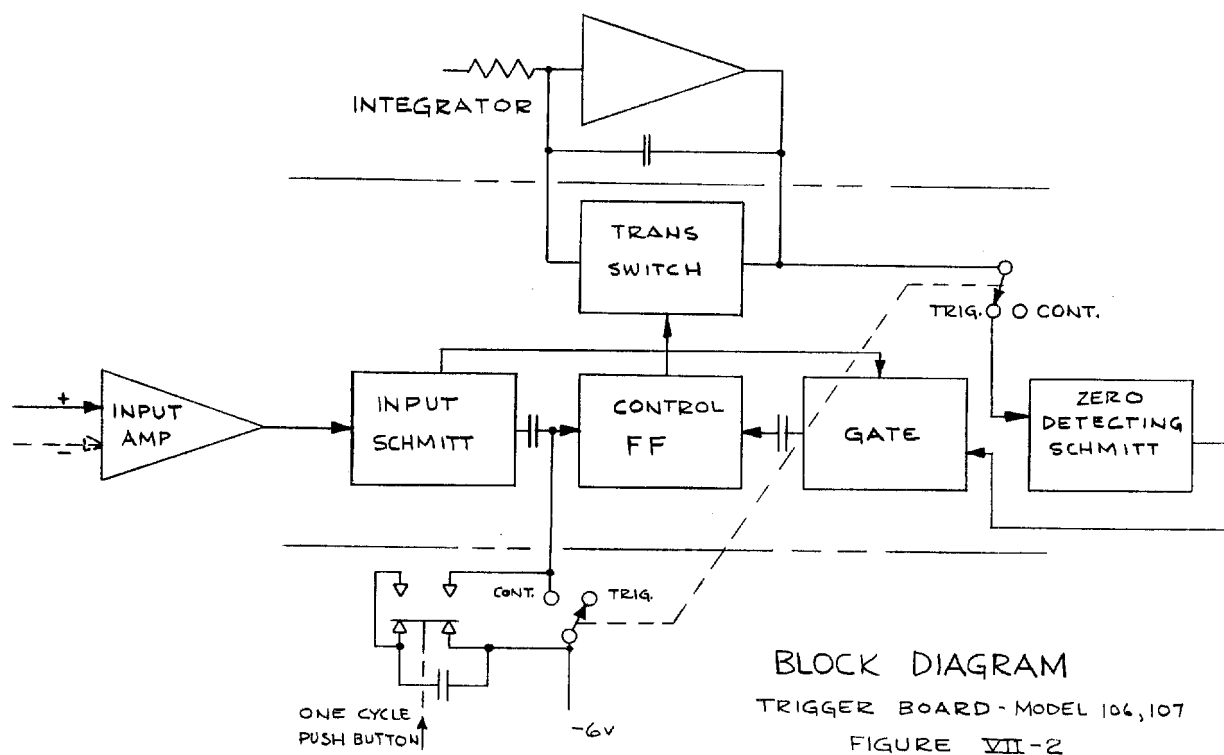 INTEGRATOR
TRANS
SWITCH
TRIG.
CONT.
+
-
INPUT
AMP
INPUT
SCHMITT
CONTROL
FF
GATE
ZERO
DETECTING
SCHMITT
CONT.
TRIG.
ONE CYCLE
PUSH BUTTON
-6V
BLOCK DIAGRAM
TRIGGER BOARD - MODEL 106, 107
FIGURE VII-2